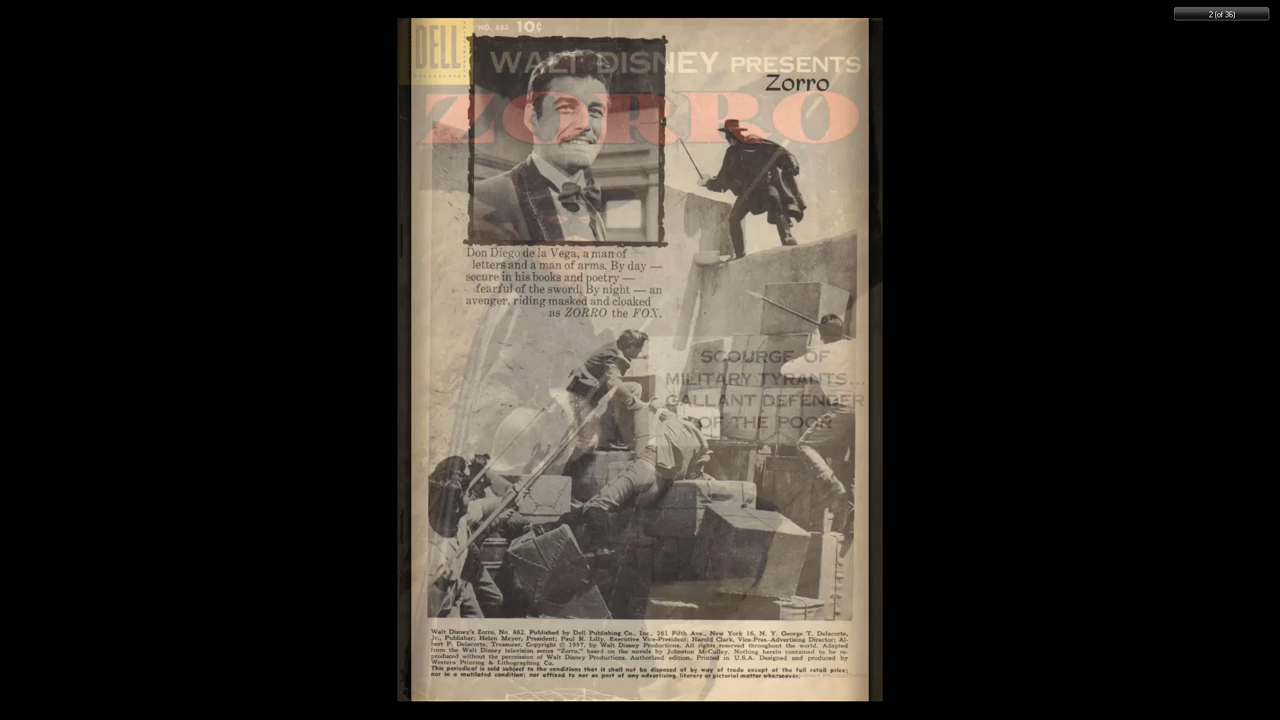 2 (of 36)
DELL
NO. 882 10¢
WALT DISNEY PRESENTS
Zorro
ZORRO
Don Diego de la Vega, a man of
letters and a man of arms. By day —
secure in his books and poetry —
fearful of the sword. By night — an
avenger, riding masked and cloaked
as ZORRO the FOX.
SCOURGE OF
MILITARY TYRANTS...
GALLANT DEFENDER
OF THE POOR
Walt Disney's Zorro, No. 882. Published by Dell Publishing Co., Inc., 261 Fifth Ave., New York 16, N. Y. George T. Delacorte,
Jr., Publisher; Helen Meyer, President; Paul R. Lilly, Executive Vice-President; Harold Clark, Vice-Pres.-Advertising Director; Al-
bert P. Delacorte, Treasurer. Copyright © 1957, by Walt Disney Productions. All rights reserved throughout the world. Adapted
from the Walt Disney television series "Zorro," based on the novels by Johnston McCulley. Nothing herein contained to be re-
produced without the permission of Walt Disney Productions. Authorized edition. Printed in U.S.A. Designed and produced by
Western Printing & Lithographing Co.
This periodical is sold subject to the conditions that it shall not be disposed of by way of trade except at the full retail price;
nor in a mutilated condition; nor affixed to nor as part of any advertising, literary or pictorial matter whatsoever.